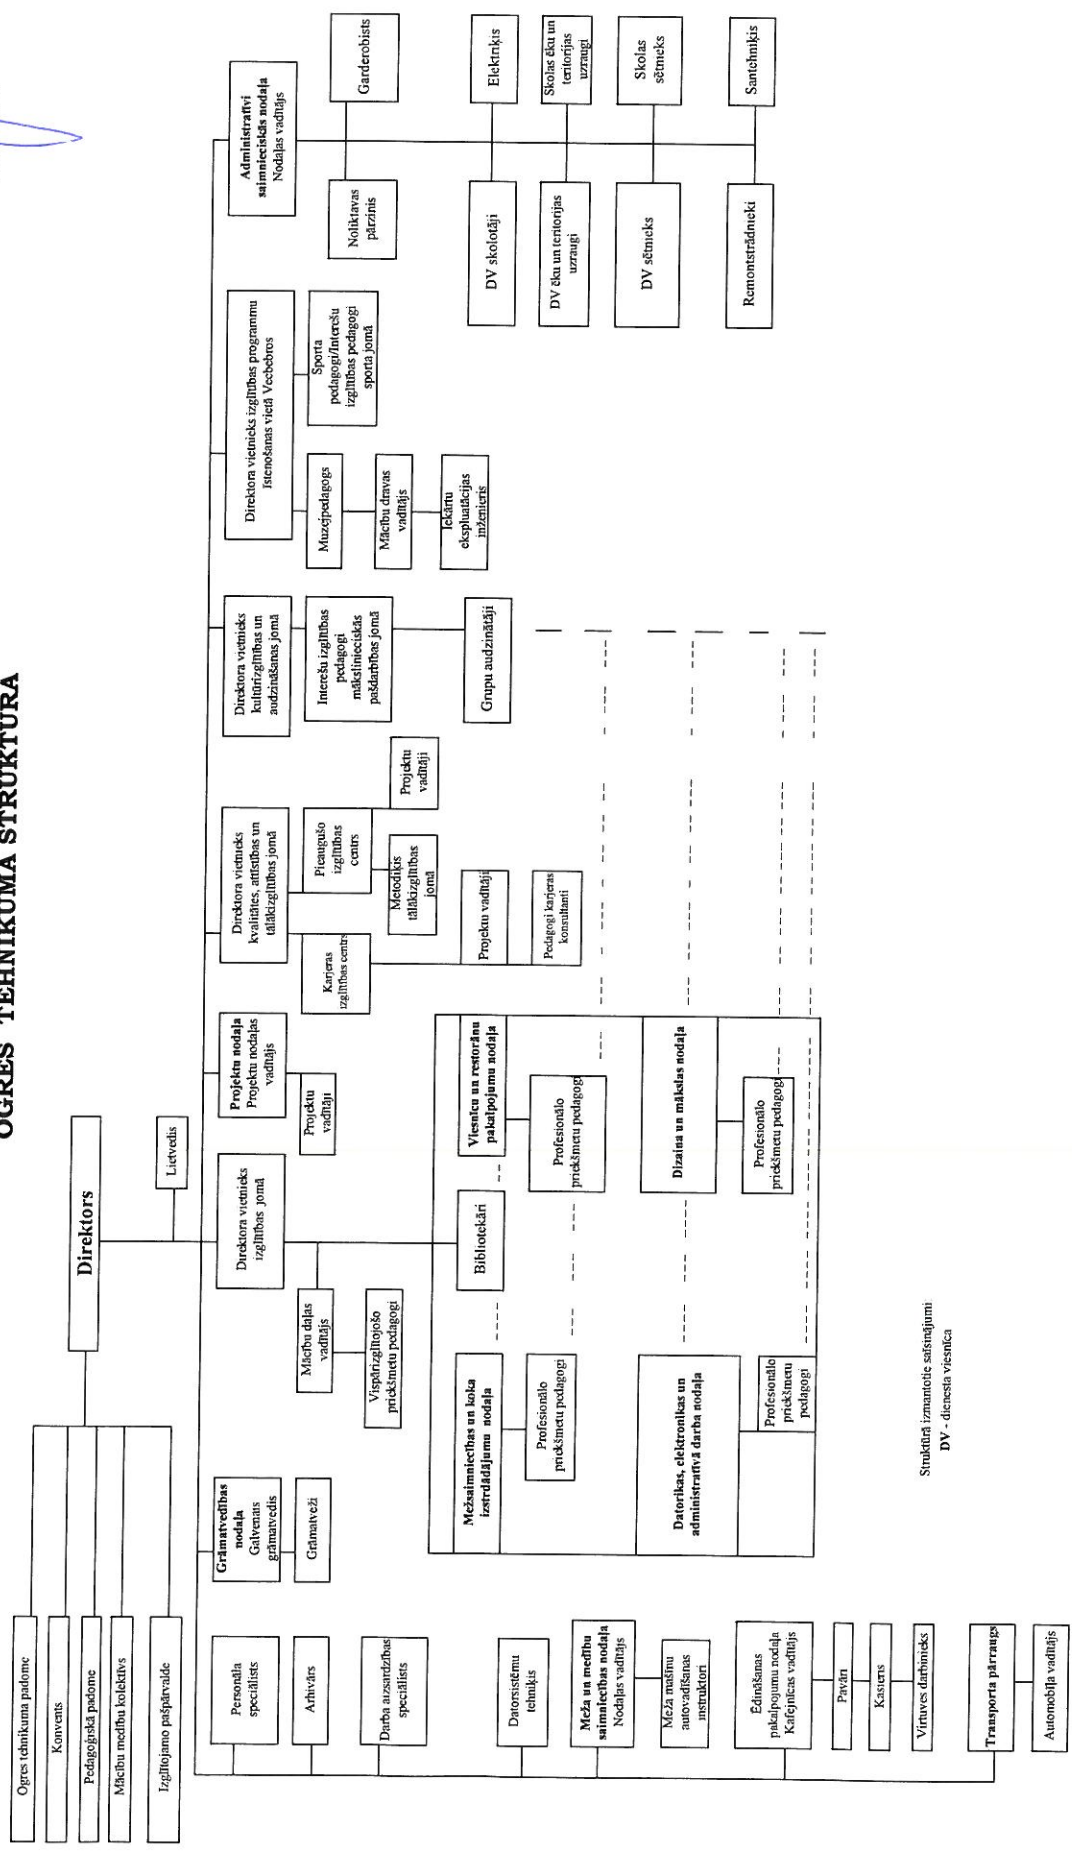 OGRES TEHNIKUMA STRUKTŪRA
Ogres tehnikuma padome
Konvents
Pedagoģiskā padome
Mācību medību kolektīvs
Izglītojamo pašpārvalde
Direktors
Lietvedis
Personāla
speciālists
Arhivārs
Darba aizsardzības
speciālists
Datorsistēmu
tehniķis
Meža un medību
saimniecības nodaļa
Nodaļas vadītājs
Meža mašīnu
autovadīšanas
instruktori
Ēdināšanas
pakalpojumu nodaļa
Kafejnīcas vadītājs
Pavāri
Kasieris
Virtuves darbinieks
Transporta pārraugs
Automobiļa vadītājs
Grāmatvedības
nodaļa
Galvenais
grāmatvedis
Grāmatveži
Direktora vietnieks
izglītības jomā
Mācību daļas
vadītājs
Vispārizglītojošo
priekšmetu pedagogi
Mežsaimniecības un koka
izstrdādājumu nodaļa
Profesionālo
priekšmetu pedagogi
Bibliotekāri
Viesnīcu un restorānu
pakalpojumu nodaļa
Profesionālo
priekšmetu pedagogi
Datorikas, elektronikas un
administratīvā darba nodaļa
Profesionālo
priekšmetu
pedagogi
Dizaina un mākslas nodaļa
Profesionālo
priekšmetu pedagogi
Projektu nodaļa
Projektu nodaļas
vadītājs
Projektu
vadītāji
Direktora vietnieks
kvalitātes, attīstības un
tālākizglītības jomā
Karjeras
izglītības centrs
Projektu vadītāji
Pedagogi karjeras
konsultanti
Pieaugušo
izglītības
centrs
Metodiķis
tālākizglītības
jomā
Projektu
vadītāji
Direktora vietnieks
kultūrizglītības un
audzināšanas jomā
Interešu izglītības
pedagogi
mākslinieciskās
pašdarbības jomā
Grupu audzinātāji
Direktora vietnieks izglītības programmu
īstenošanas vietā Vecbebros
Muzejpedagogs
Mācību dravas
vadītājs
Iekārtu
ekspluatācijas
inženieris
Sporta
pedagogi/Interešu
izglītības pedagogi
sporta jomā
Administratīvi
saimnieciskās nodaļa
Nodaļas vadītājs
Noliktavas
pārzinis
Garderobists
DV skolotāji
Elektriķis
DV ēku un teritorijas
uzraugi
Skolas ēku un
teritorijas
uzraugi
DV sētnieks
Skolas
sētnieks
Remontstrādnieki
Santehniķis
Struktūrā izmantotie saīsinājumi
DV - dienesta viesnīca